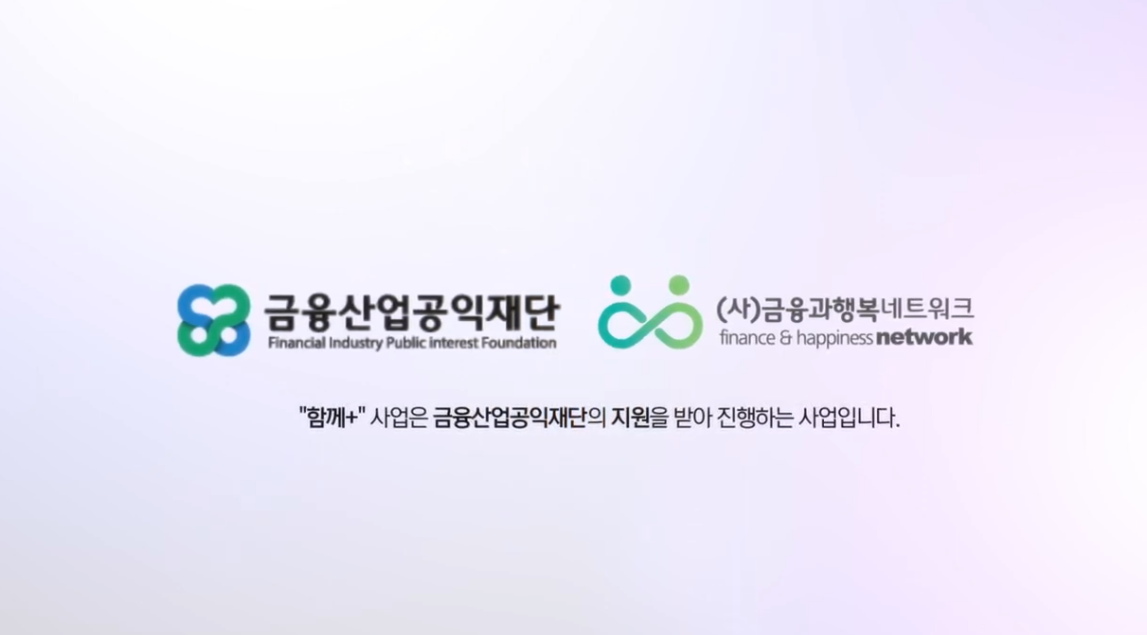 금융산업공익재단
Financial Industry Public interest Foundation
(사)금융과행복네트워크
finance & happiness network
"함께+" 사업은 금융산업공익재단의 지원을 받아 진행하는 사업입니다.